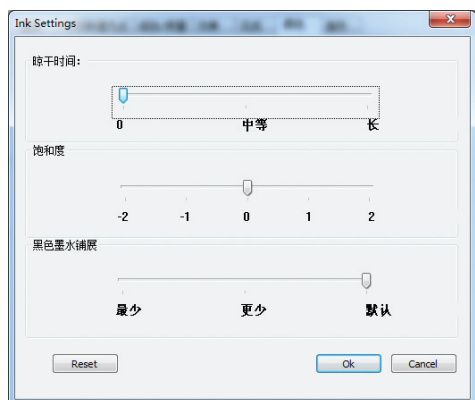 Ink Settings
晾干时间:
0 中等 长
饱和度
-2 -1 0 1 2
黑色墨水铺展
最少 更少 默认
Reset Ok Cancel